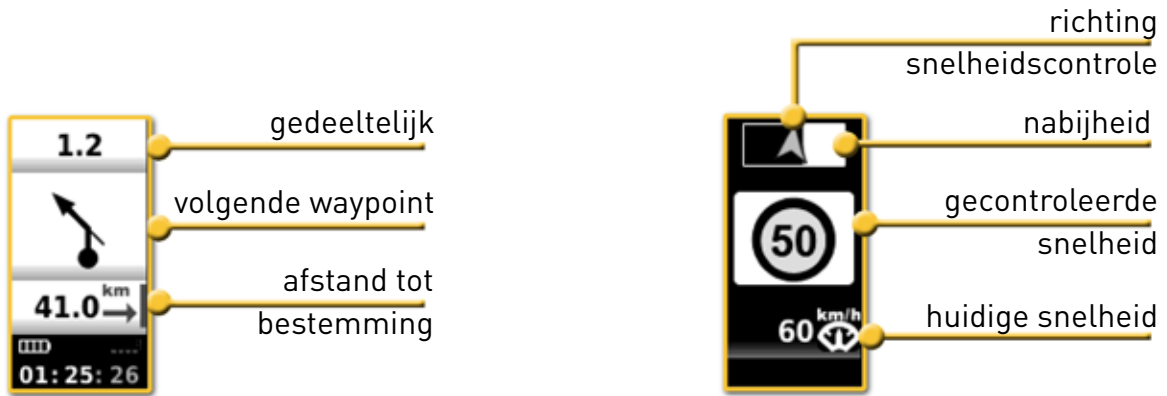 1.2
gedeeltelijk
volgende waypoint
41.0 km
afstand tot
bestemming
01:25:26
richting
snelheidscontrole
nabijheid
50
gecontroleerde
snelheid
60 km/h
huidige snelheid